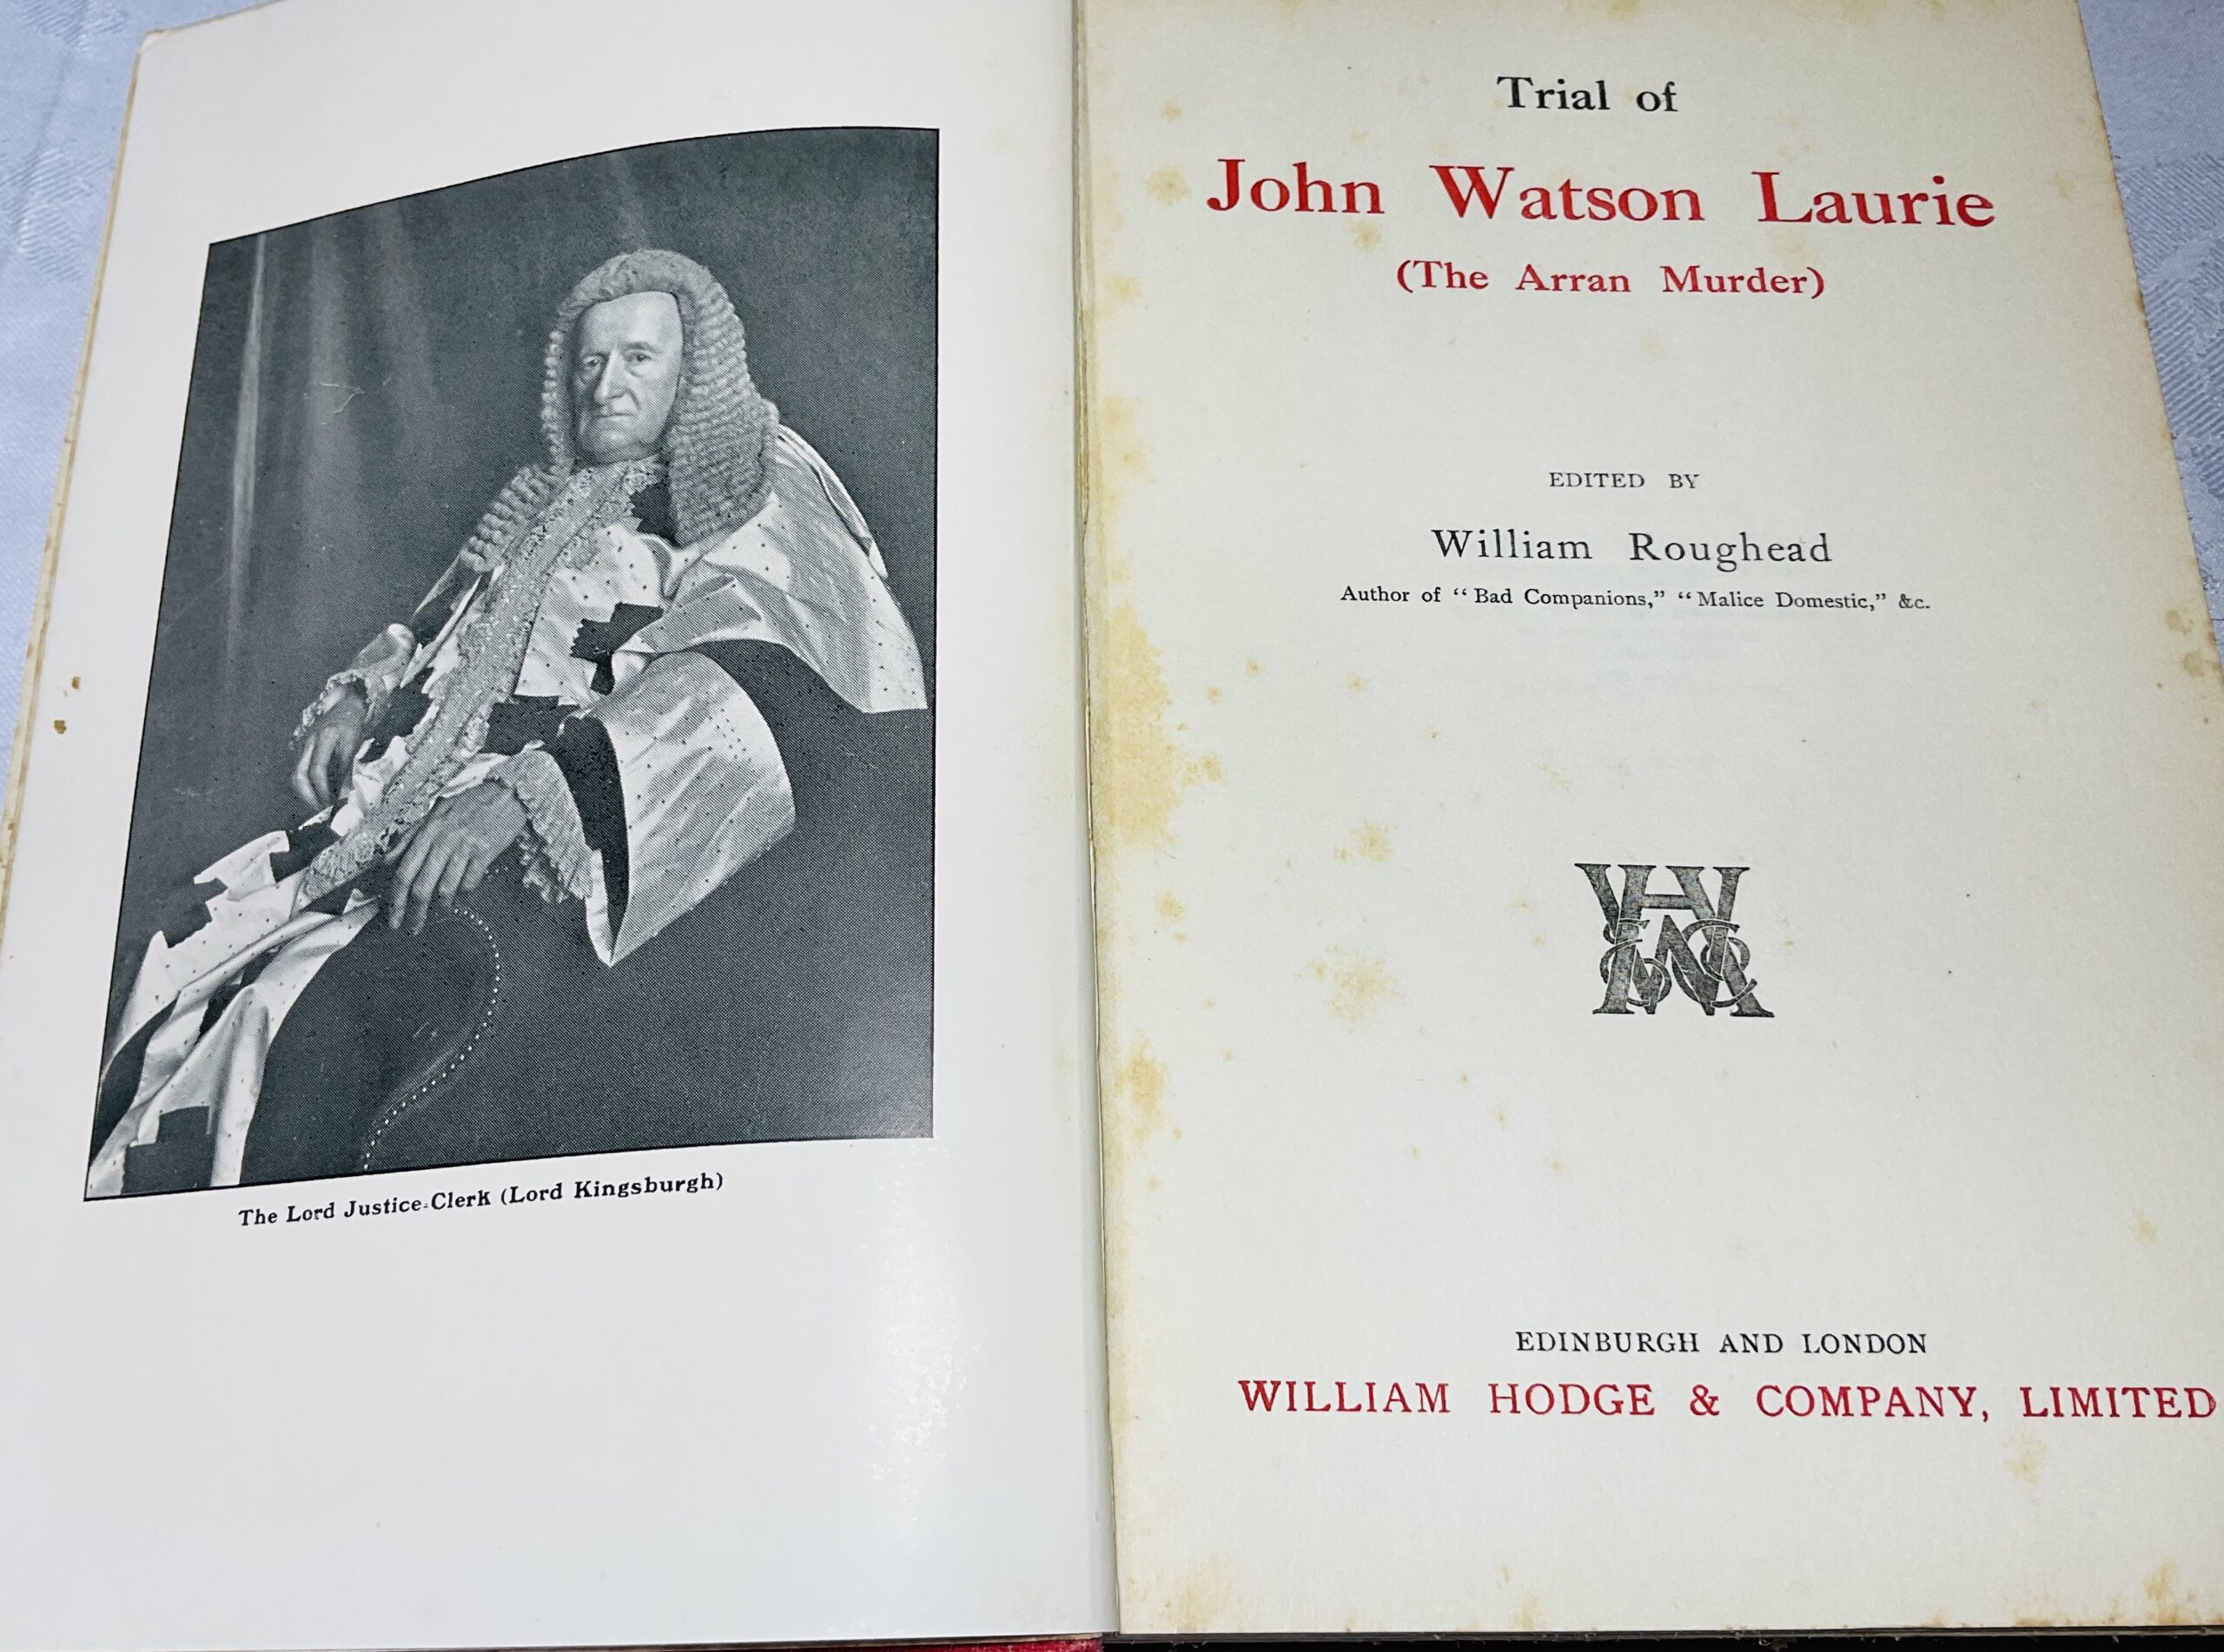 The Lord Justice-Clerk (Lord Kingsburgh)
Trial of
John Watson Laurie
(The Arran Murder)
EDITED BY
William Roughead
Author of “Bad Companions,” “Malice Domestic,” &c.
EDINBURGH AND LONDON
WILLIAM HODGE & COMPANY, LIMITED